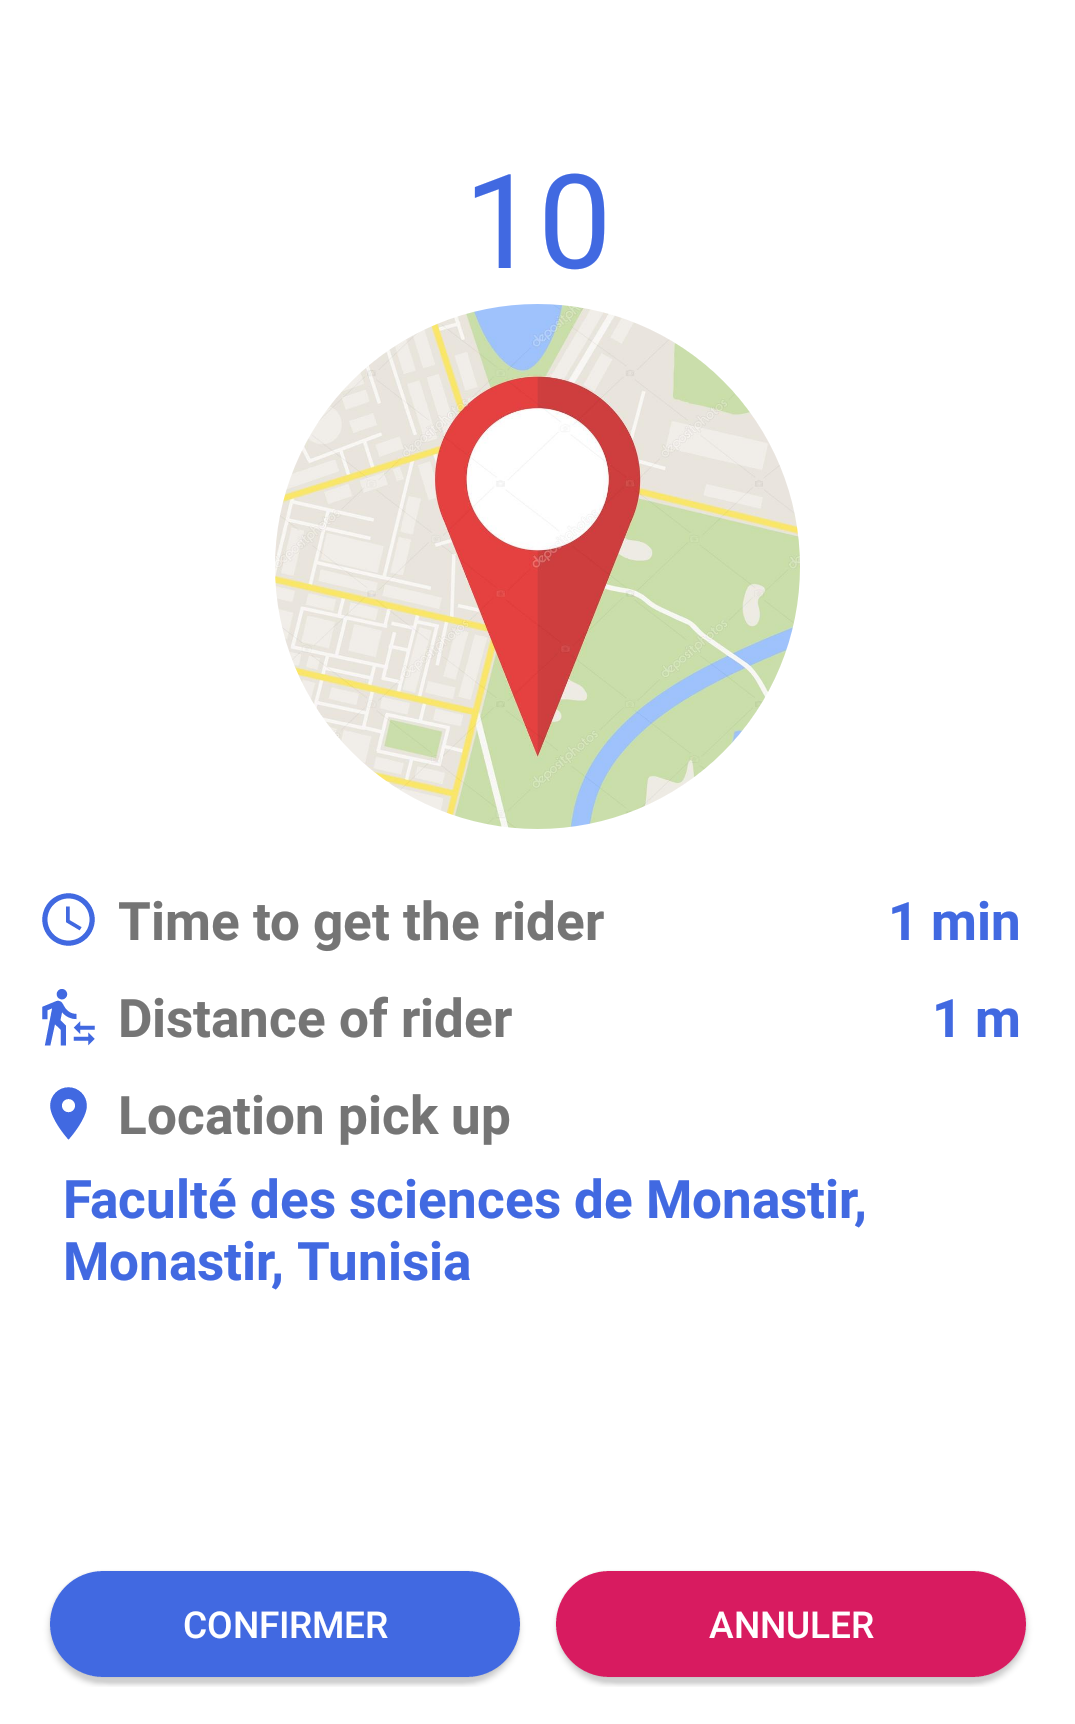 10
depositphotos
Time to get the rider 1 min
Distance of rider 1 m
Location pick up
Faculté des sciences de Monastir,
Monastir, Tunisia
CONFIRMER ANNULER